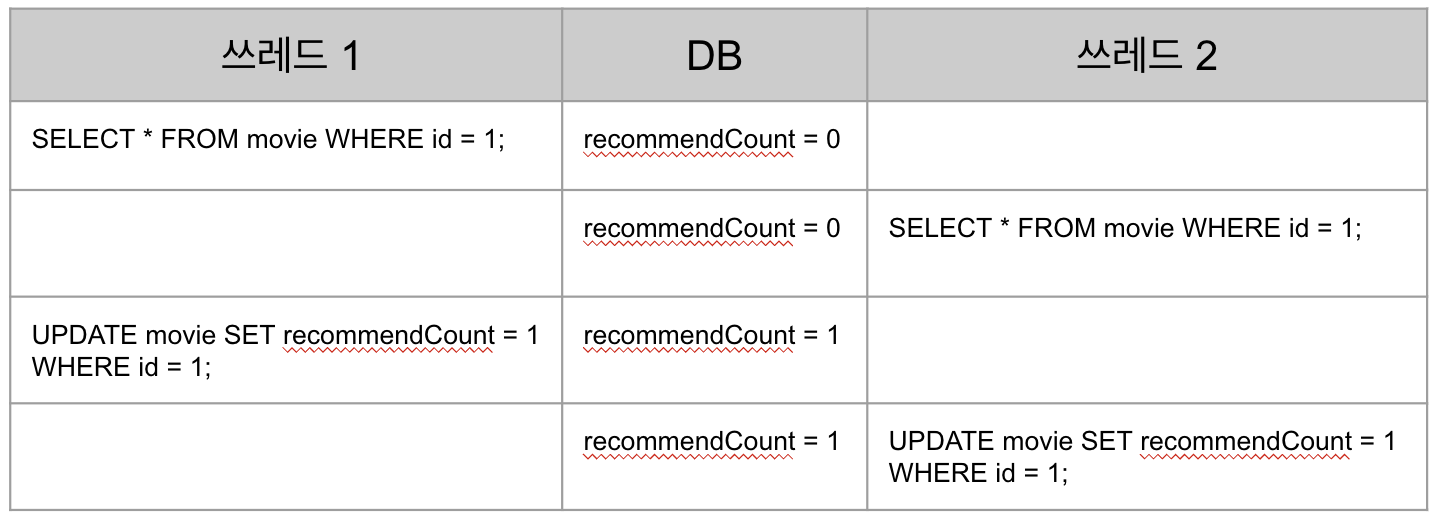 쓰레드 1
DB
쓰레드 2
SELECT * FROM movie WHERE id = 1;
recommendCount = 0
recommendCount = 0
SELECT * FROM movie WHERE id = 1;
UPDATE movie SET recommendCount = 1
WHERE id = 1;
recommendCount = 1
recommendCount = 1
UPDATE movie SET recommendCount = 1
WHERE id = 1;